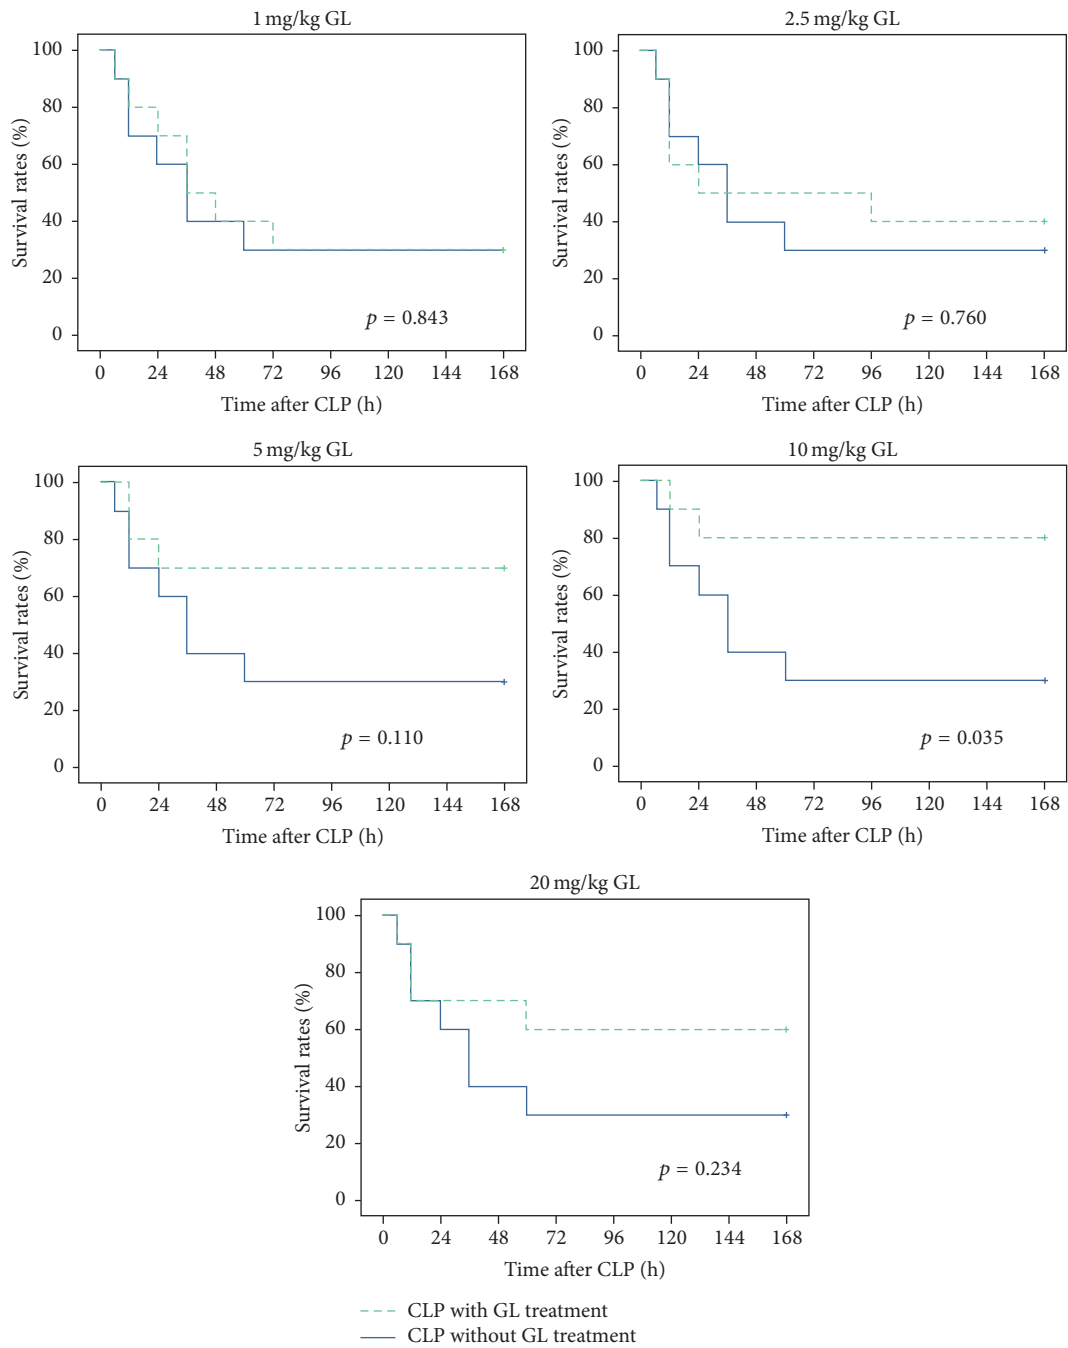 1 mg/kg GL
100
80
60
40
20
0
Survival rates (%)
p = 0.843
0 24 48 72 96 120 144 168
Time after CLP (h)
2.5 mg/kg GL
100
80
60
40
20
0
Survival rates (%)
p = 0.760
0 24 48 72 96 120 144 168
Time after CLP (h)
5 mg/kg GL
100
80
60
40
20
0
Survival rates (%)
p = 0.110
0 24 48 72 96 120 144 168
Time after CLP (h)
10 mg/kg GL
100
80
60
40
20
0
Survival rates (%)
p = 0.035
0 24 48 72 96 120 144 168
Time after CLP (h)
20 mg/kg GL
100
80
60
40
20
0
Survival rates (%)
p = 0.234
0 24 48 72 96 120 144 168
Time after CLP (h)
CLP with GL treatment
CLP without GL treatment